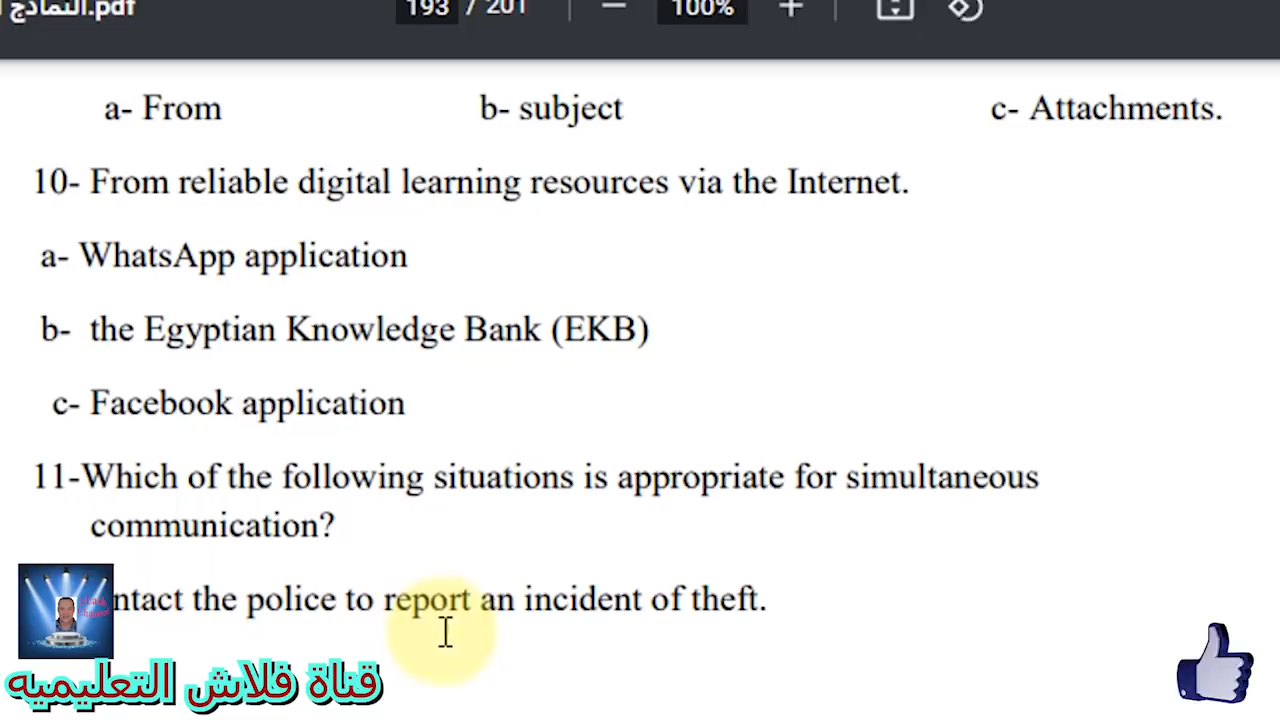 النماذج .pdf
193 / 201
100%
a- From b- subject c- Attachments.
10- From reliable digital learning resources via the Internet.
a- WhatsApp application
b- the Egyptian Knowledge Bank (EKB)
c- Facebook application
11-Which of the following situations is appropriate for simultaneous
communication?
ntact the police to report an incident of theft.
قناة فلاش التعليميه